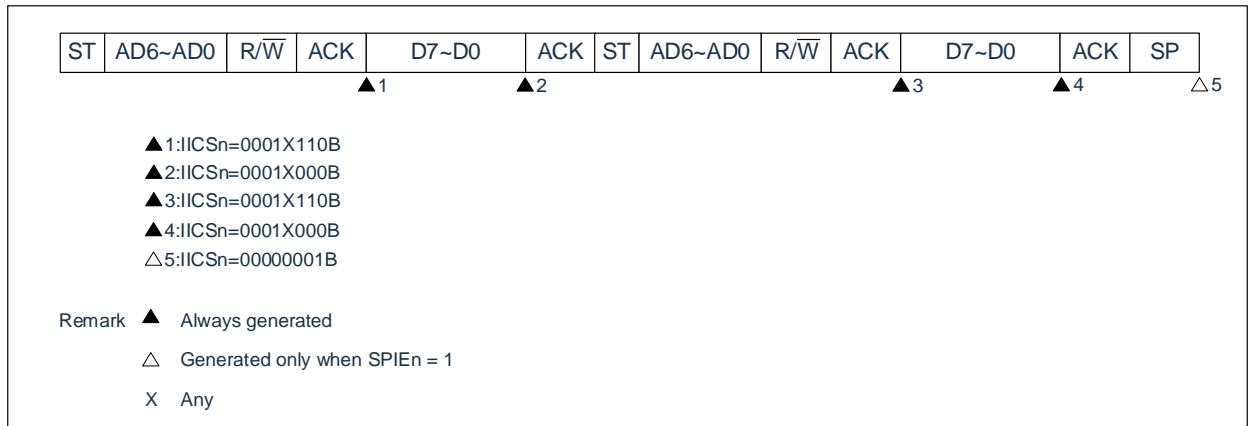 ST AD6~AD0 R/W̅ ACK D7~D0 ACK ST AD6~AD0 R/W̅ ACK D7~D0 ACK SP
▲1 ▲2 ▲3 ▲4 △5
▲1:IICSn=0001X110B
▲2:IICSn=0001X000B
▲3:IICSn=0001X110B
▲4:IICSn=0001X000B
△5:IICSn=00000001B
Remark ▲ Always generated
△ Generated only when SPIEn = 1
X Any